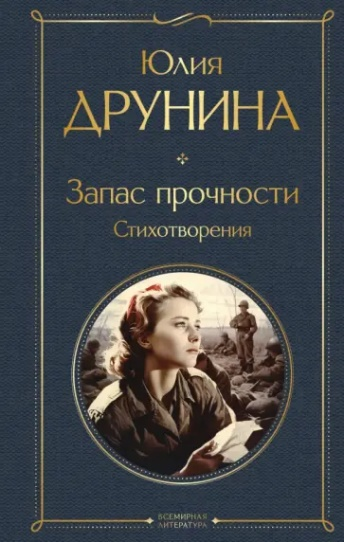 Юлия
ДРУНИНА
Запас прочности
Стихотворения
ВСЕМИРНАЯ
ЛИТЕРАТУРА